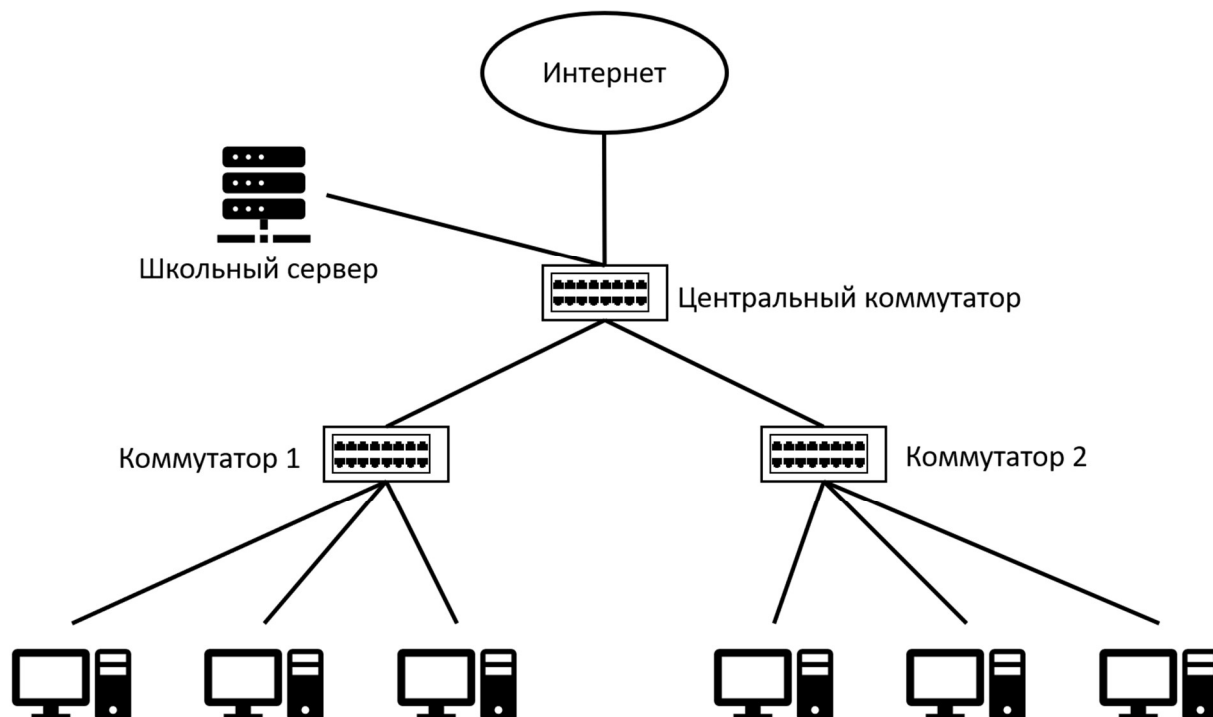 Интернет
Школьный сервер
Центральный коммутатор
Коммутатор 1
Коммутатор 2